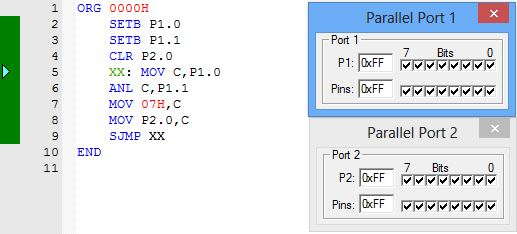 1 ORG 0000H
2 SETB P1.0
3 SETB P1.1
4 CLR P2.0
5 XX: MOV C,P1.0
6 ANL C,P1.1
7 MOV 07H,C
8 MOV P2.0,C
9 SJMP XX
10 END
11
Parallel Port 1
Port 1
7 Bits 0
P1: 0xFF
Pins: 0xFF
Parallel Port 2
Port 2
7 Bits 0
P2: 0xFF
Pins: 0xFF